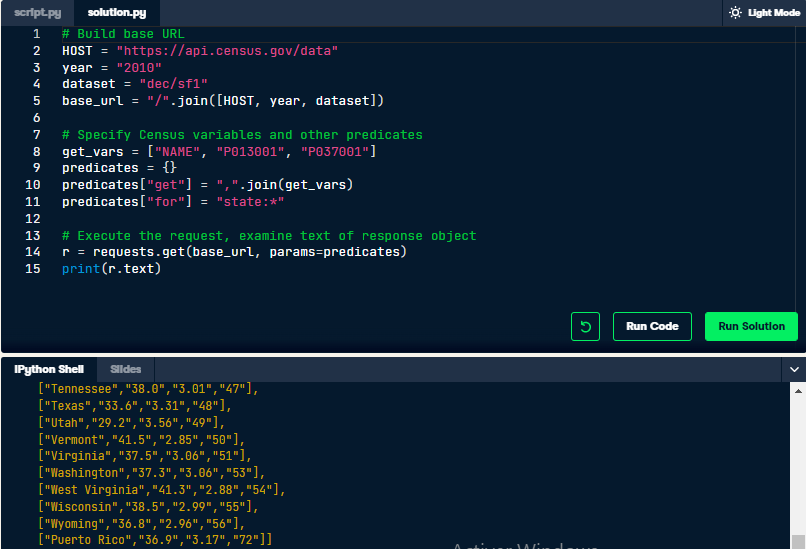 script.py solution.py Light Mode
1 # Build base URL
2 HOST = "https://api.census.gov/data"
3 year = "2010"
4 dataset = "dec/sf1"
5 base_url = "/".join([HOST, year, dataset])
6
7 # Specify Census variables and other predicates
8 get_vars = ["NAME", "P013001", "P037001"]
9 predicates = {}
10 predicates["get"] = ",".join(get_vars)
11 predicates["for"] = "state:*"
12
13 # Execute the request, examine text of response object
14 r = requests.get(base_url, params=predicates)
15 print(r.text)
Run Code Run Solution
IPython Shell Slides
["Tennessee","38.0","3.01","47"],
["Texas","33.6","3.31","48"],
["Utah","29.2","3.56","49"],
["Vermont","41.5","2.85","50"],
["Virginia","37.5","3.06","51"],
["Washington","37.3","3.06","53"],
["West Virginia","41.3","2.88","54"],
["Wisconsin","38.5","2.99","55"],
["Wyoming","36.8","2.96","56"],
["Puerto Rico","36.9","3.17","72"]]
Activer Windows